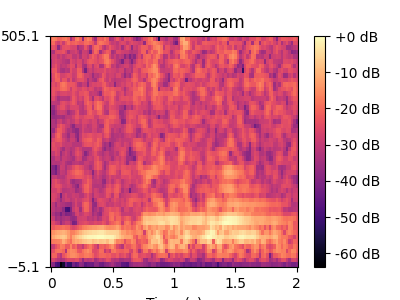 Mel Spectrogram
505.1
−5.1
0
0.5
1
1.5
2
+0 dB
-10 dB
-20 dB
-30 dB
-40 dB
-50 dB
-60 dB